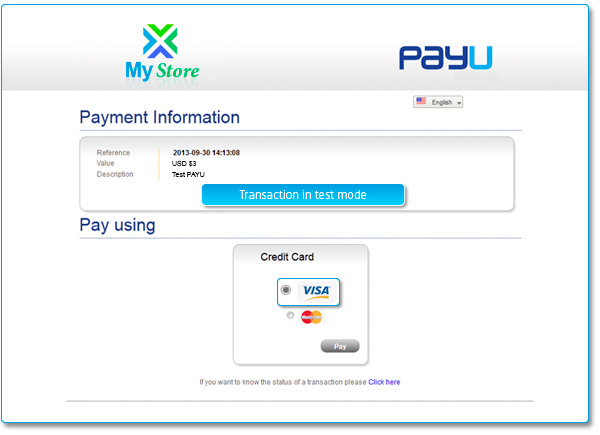 My Store
PAYU
English
Payment Information
Reference 2013-09-30 14:13:08
Value USD $3
Description Test PAYU
Transaction in test mode
Pay using
Credit Card
VISA
MasterCard
Pay
If you want to know the status of a transaction please Click here